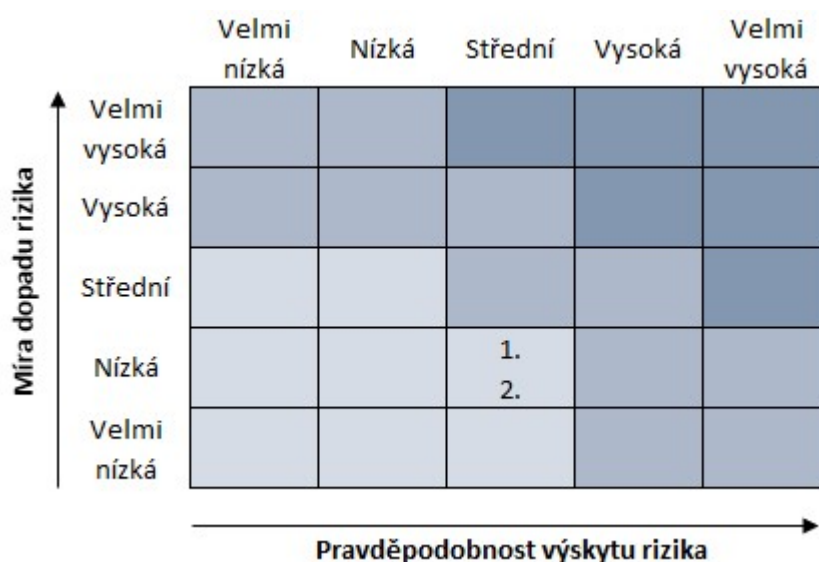 Velmi
nízká
Nízká
Střední
Vysoká
Velmi
vysoká
Míra dopadu rizika
Velmi
vysoká
Vysoká
Střední
Nízká
1.
2.
Velmi
nízká
Pravděpodobnost výskytu rizika